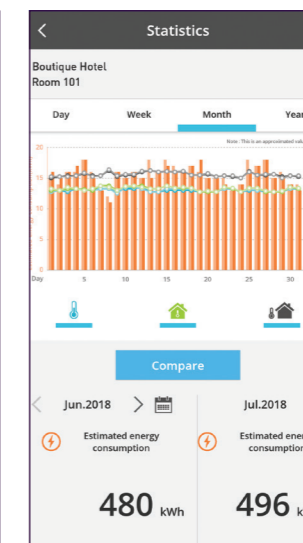 Statistics
Boutique Hotel
Room 101
Day Week Month Year
Note : This is an approximated valu
20
15
10
5
0
Day 5 10 15 20 25 30
Compare
Jun.2018 Jul.2018
Estimated energy
consumption
Estimated ener
consumption
480 kWh 496 k